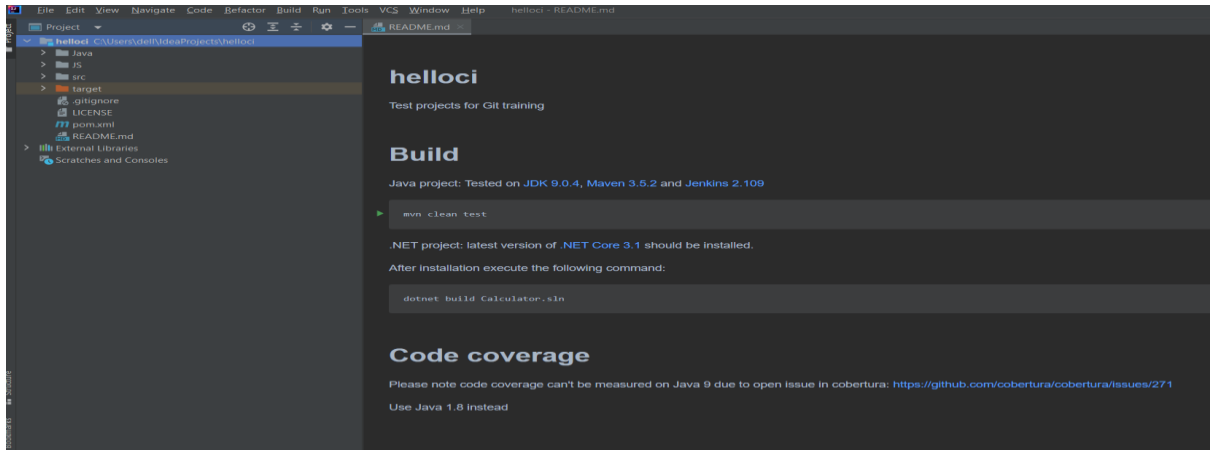 File Edit View Navigate Code Refactor Build Run Tools VCS Window Help helloci - README.md
Project
README.md
Project
helloci C:\Users\dell\IdeaProjects\helloci
Java
JS
src
target
.gitignore
LICENSE
pom.xml
README.md
External Libraries
Scratches and Consoles
helloci
Test projects for Git training
Build
Java project: Tested on JDK 9.0.4, Maven 3.5.2 and Jenkins 2.109
mvn clean test
.NET project: latest version of .NET Core 3.1 should be installed.
After installation execute the following command:
dotnet build Calculator.sln
Code coverage
Please note code coverage can't be measured on Java 9 due to open issue in cobertura: https://github.com/cobertura/cobertura/issues/271
Use Java 1.8 instead
Structure